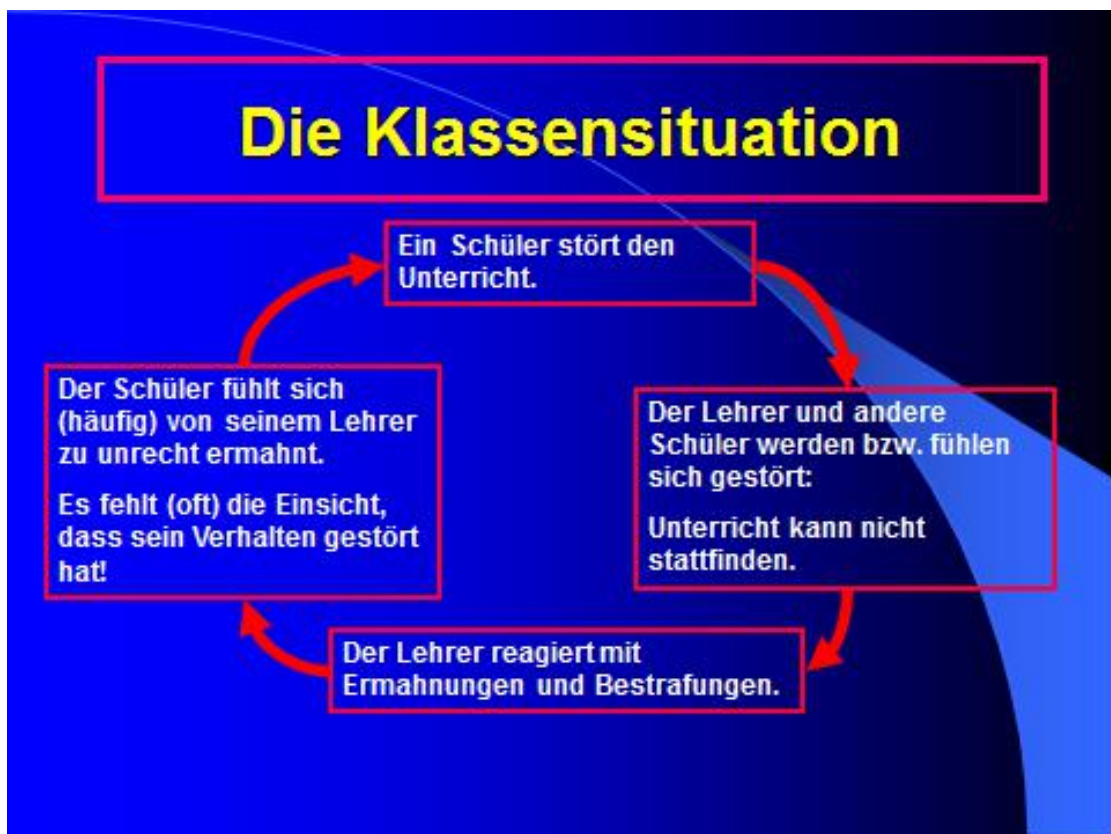 Die Klassensituation
Ein Schüler stört den
Unterricht.
Der Lehrer und andere
Schüler werden bzw. fühlen
sich gestört:
Unterricht kann nicht
stattfinden.
Der Lehrer reagiert mit
Ermahnungen und Bestrafungen.
Der Schüler fühlt sich
(häufig) von seinem Lehrer
zu unrecht ermahnt.
Es fehlt (oft) die Einsicht,
dass sein Verhalten gestört
hat!